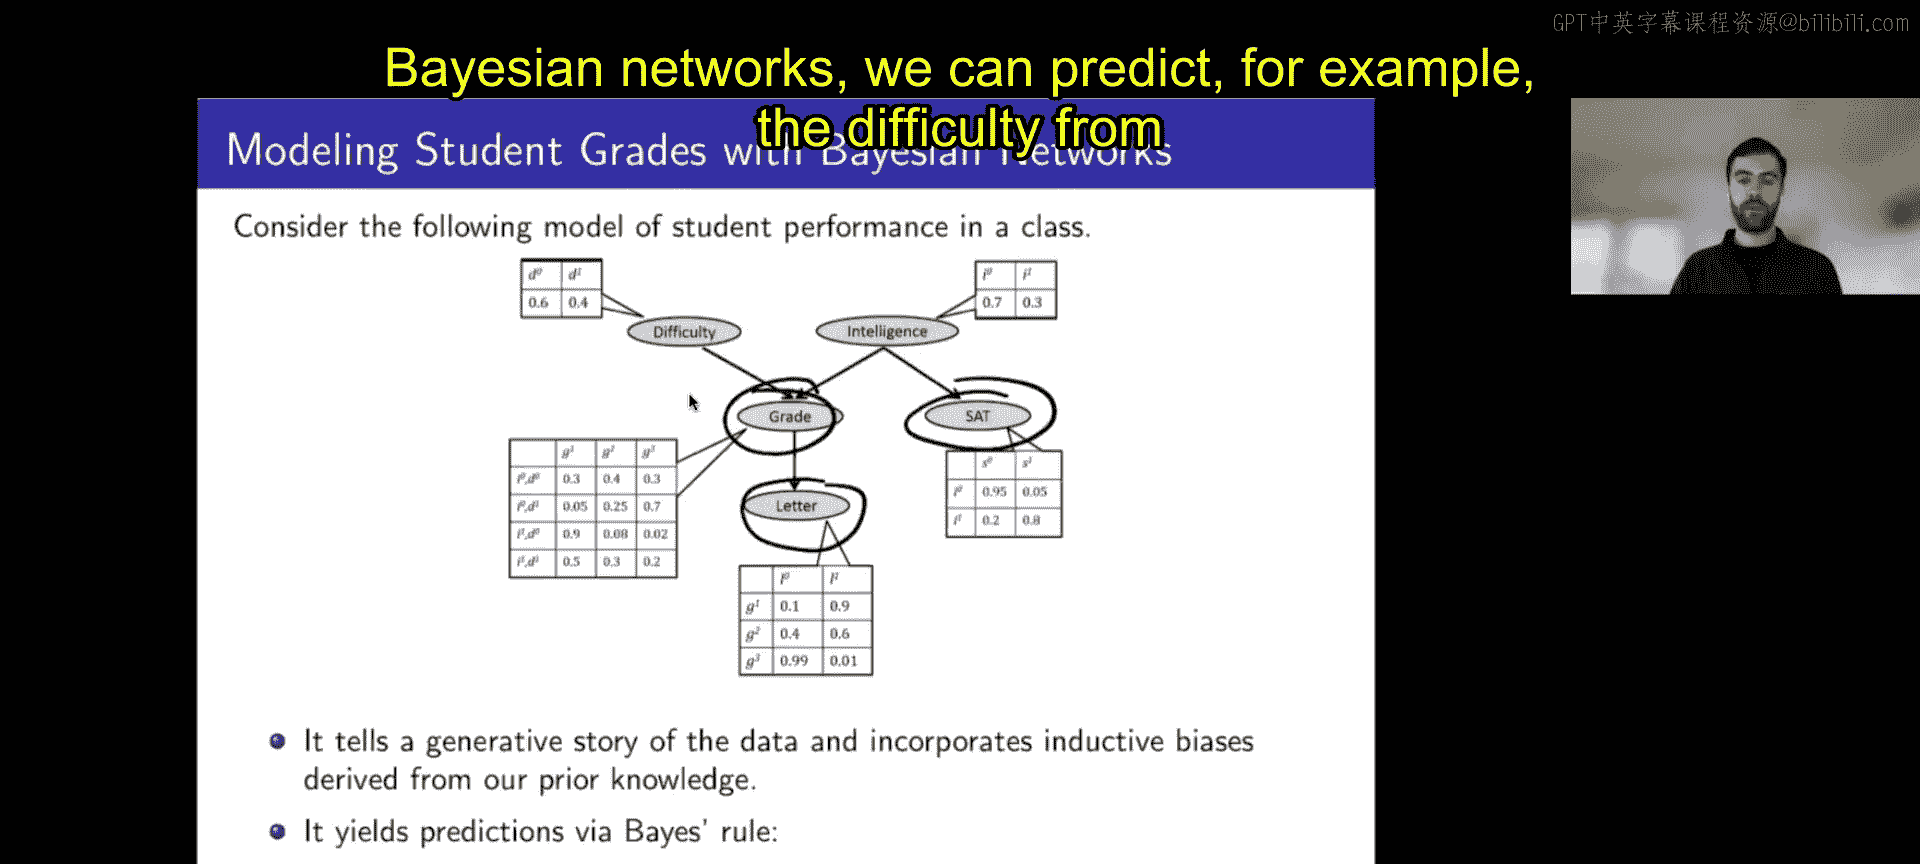 GPT中英字幕课程资源@bilibili.com
Bayesian networks, we can predict, for example,
the difficulty from
Modeling Student Grades with Bayesian Networks
Consider the following model of student performance in a class.
d⁰ d¹
0.6 0.4
i⁰ i¹
0.7 0.3
Difficulty
Intelligence
Grade
SAT
g¹ g² g³
i⁰,d⁰ 0.3 0.4 0.3
i⁰,d¹ 0.05 0.25 0.7
i¹,d⁰ 0.9 0.08 0.02
i¹,d¹ 0.5 0.3 0.2
s⁰ s¹
i⁰ 0.95 0.05
i¹ 0.2 0.8
Letter
l⁰ l¹
g¹ 0.1 0.9
g² 0.4 0.6
g³ 0.99 0.01
It tells a generative story of the data and incorporates inductive biases
derived from our prior knowledge.
It yields predictions via Bayes' rule: